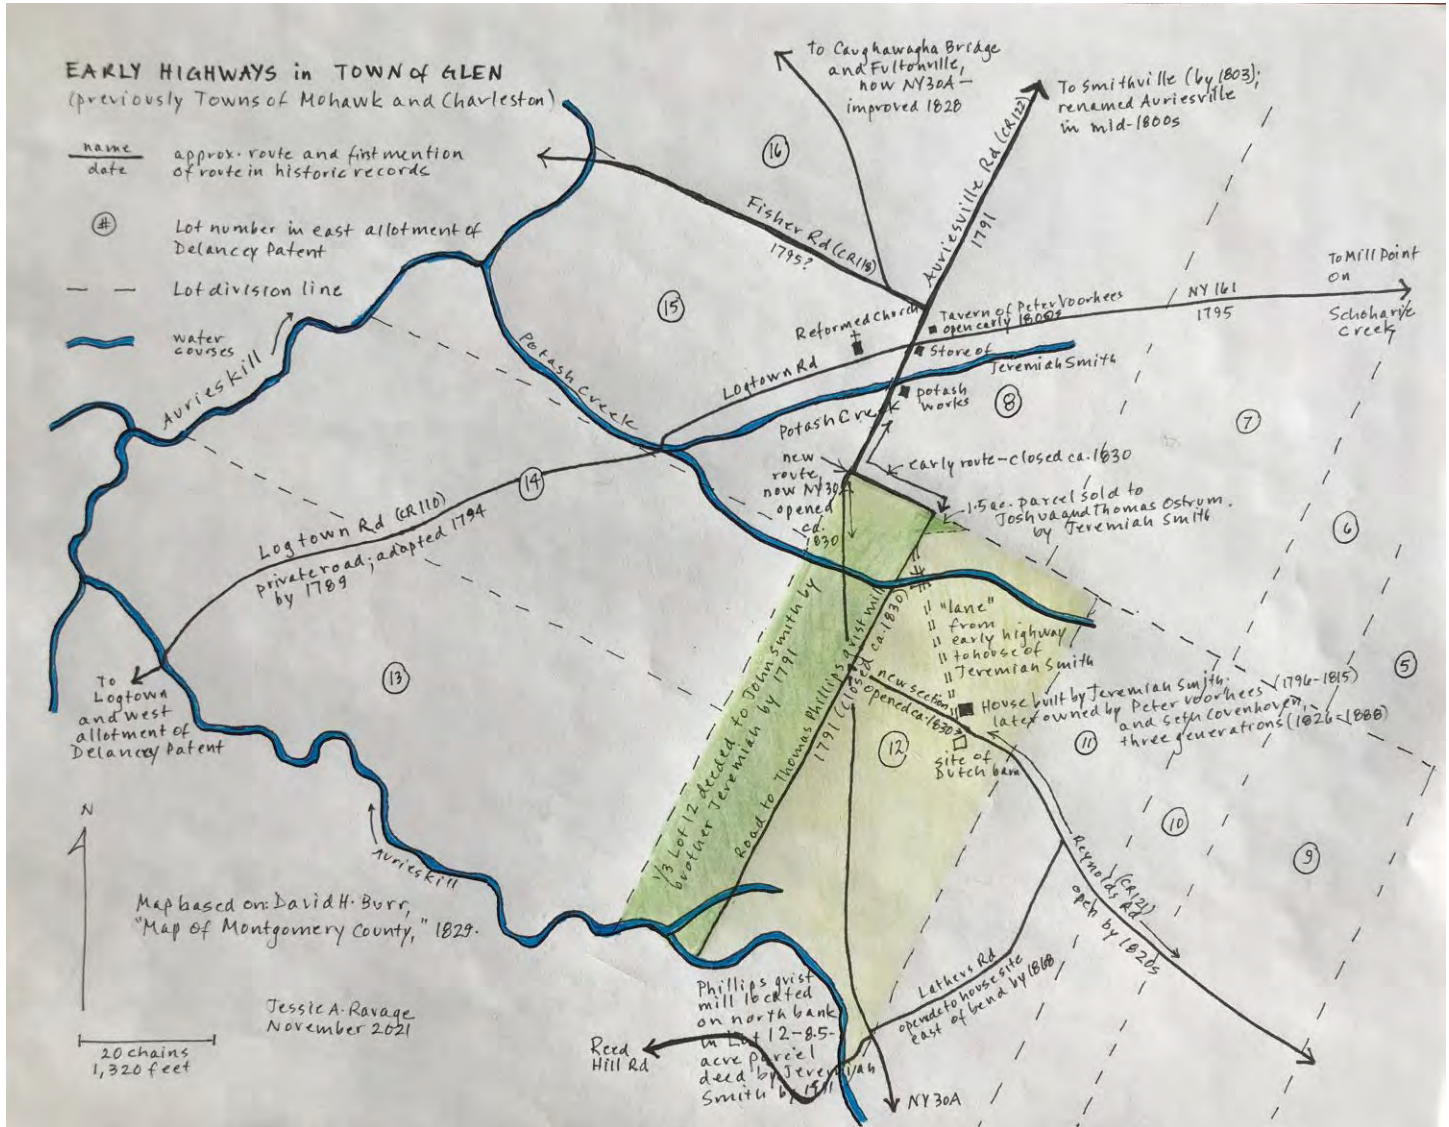 EARLY HIGHWAYS in TOWN of GLEN
(previously Towns of Mohawk and Charleston)
name
date
approx. route and first mention
of route in historic records
#
Lot number in east allotment of
Delancey Patent
Lot division line
water
courses
Aurieskill
To Caughawagha Bridge
and Fultonville,
now NY30A—
improved 1828
To Smithville (by 1803);
renamed Auriesville
in mid-1800s
16
Fisher Rd (CR118)
1795?
Auriesville Rd (CR122)
1791
15
Reformed Church
Tavern of Peter Voorhees
open early 1800s
NY 161
1795
To Mill Point
on
Schoharie
Creek
Store of
Jeremiah Smith
Logtown Rd
Potash Creek
Potash Creek
potash
works
8
7
new
route,
now NY30A
opened
ca.
1830
early route—closed ca. 1830
1.5 ac. parcel sold to
Joshua and Thomas Ostrum
by Jeremiah Smith
6
14
Logtown Rd (CR110)
private road; adapted 1794
by 1789
"lane"
from
early highway
to house of
Jeremiah Smith
5
To
Logtown
and west
allotment of
Delancey Patent
13
1/3 Lot 12 deeded to John Smith by
brother Jeremiah by 1791
Road to Thomas Phillips grist mill
1791 (closed ca. 1830)
new section
opened ca. 1830
House built by Jeremiah Smith.
later owned by Peter Voorhees (1796-1815)
and Seth Covenhoven,
three generations (1826-1888)
12
site of
Dutch barn
11
10
9
N
Aurieskill
Reynolds Rd
(CR121)
open by 1820s
Map based on: David H. Burr,
"Map of Montgomery County," 1829.
Lathers Rd
opened to house site
east of bend by 1868
Jessie A. Ravage
November 2021
20 chains
1,320 feet
Phillips grist
mill located
on north bank
in Lot 12-8.5-
acre parcel
deed by Jeremiah
Smith by
Reed
Hill Rd
NY30A